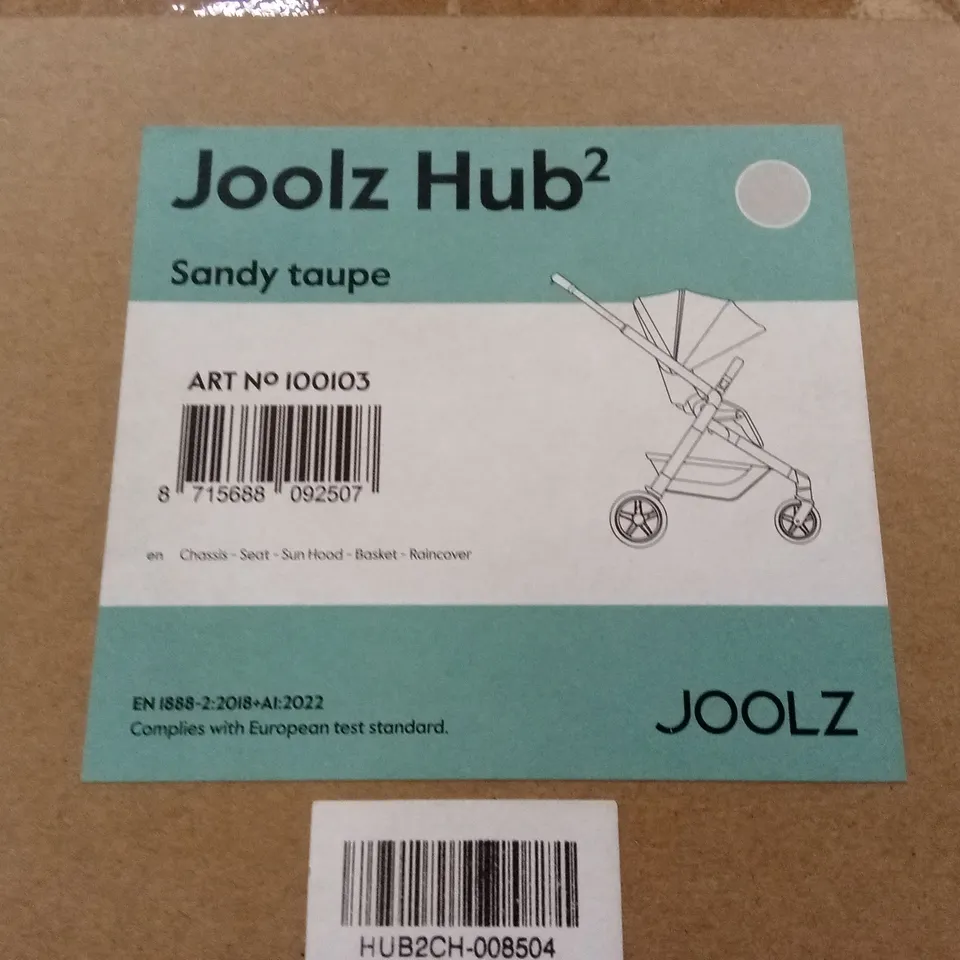 Joolz Hub²
Sandy taupe
ART Nº 100103
8 715688 092507
en Chassis - Seat - Sun Hood - Basket - Raincover
EN 1888-2:2018+A1:2022
Complies with European test standard.
JOOLZ
HUB2CH-008504